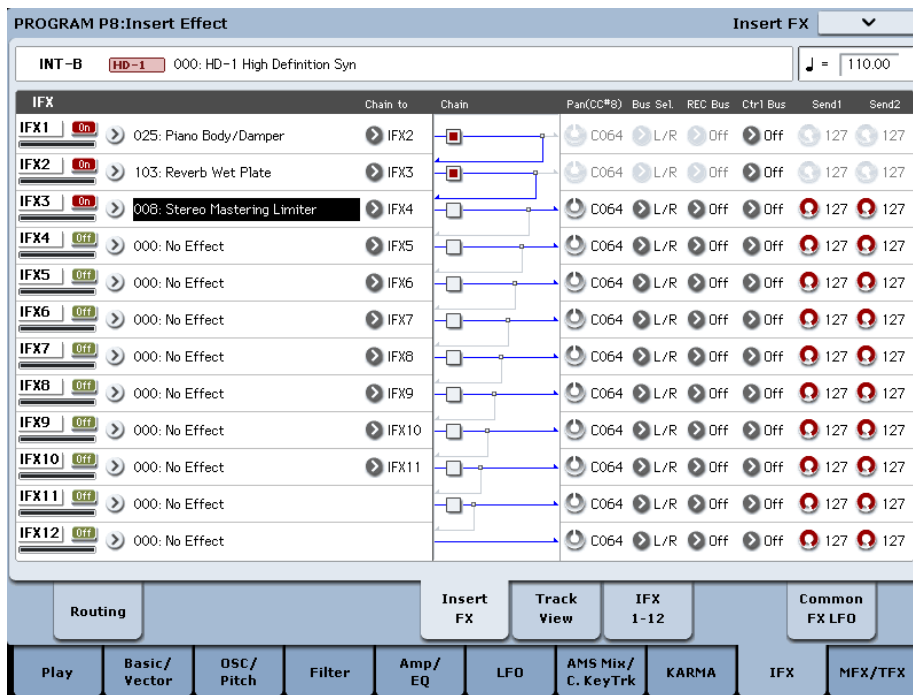 PROGRAM P8:Insert Effect Insert FX
INT-B HD-1 000: HD-1 High Definition Syn ♩ = 110.00
IFX Chain to Chain Pan(CC#8) Bus Sel. REC Bus Ctrl Bus Send1 Send2
IFX1 On 025: Piano Body/Damper IFX2 C064 L/R Off Off 127 127
IFX2 On 103: Reverb Wet Plate IFX3 C064 L/R Off Off 127 127
IFX3 On 008: Stereo Mastering Limiter IFX4 C064 L/R Off Off 127 127
IFX4 Off 000: No Effect IFX5 C064 L/R Off Off 127 127
IFX5 Off 000: No Effect IFX6 C064 L/R Off Off 127 127
IFX6 Off 000: No Effect IFX7 C064 L/R Off Off 127 127
IFX7 Off 000: No Effect IFX8 C064 L/R Off Off 127 127
IFX8 Off 000: No Effect IFX9 C064 L/R Off Off 127 127
IFX9 Off 000: No Effect IFX10 C064 L/R Off Off 127 127
IFX10 Off 000: No Effect IFX11 C064 L/R Off Off 127 127
IFX11 Off 000: No Effect C064 L/R Off Off 127 127
IFX12 Off 000: No Effect C064 L/R Off Off 127 127
Routing Insert FX Track View IFX 1-12 Common FX LFO
Play Basic/ Vector OSC/ Pitch Filter Amp/ EQ LFO AMS Mix/ C. KeyTrk KARMA IFX MFX/TFX